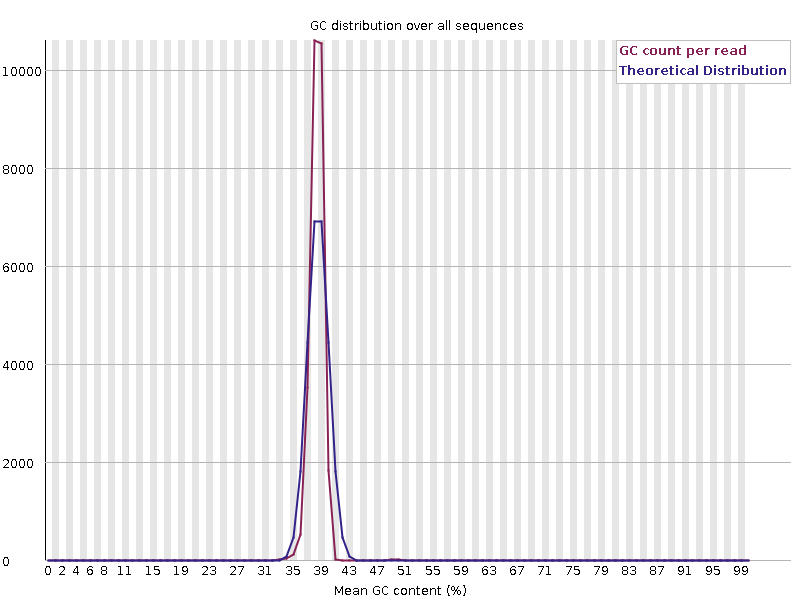 GC distribution over all sequences
GC count per read
Theoretical Distribution
10000
8000
6000
4000
2000
0
0 2 4 6 8 11 15 19 23 27 31 35 39 43 47 51 55 59 63 67 71 75 79 83 87 91 95 99
Mean GC content (%)